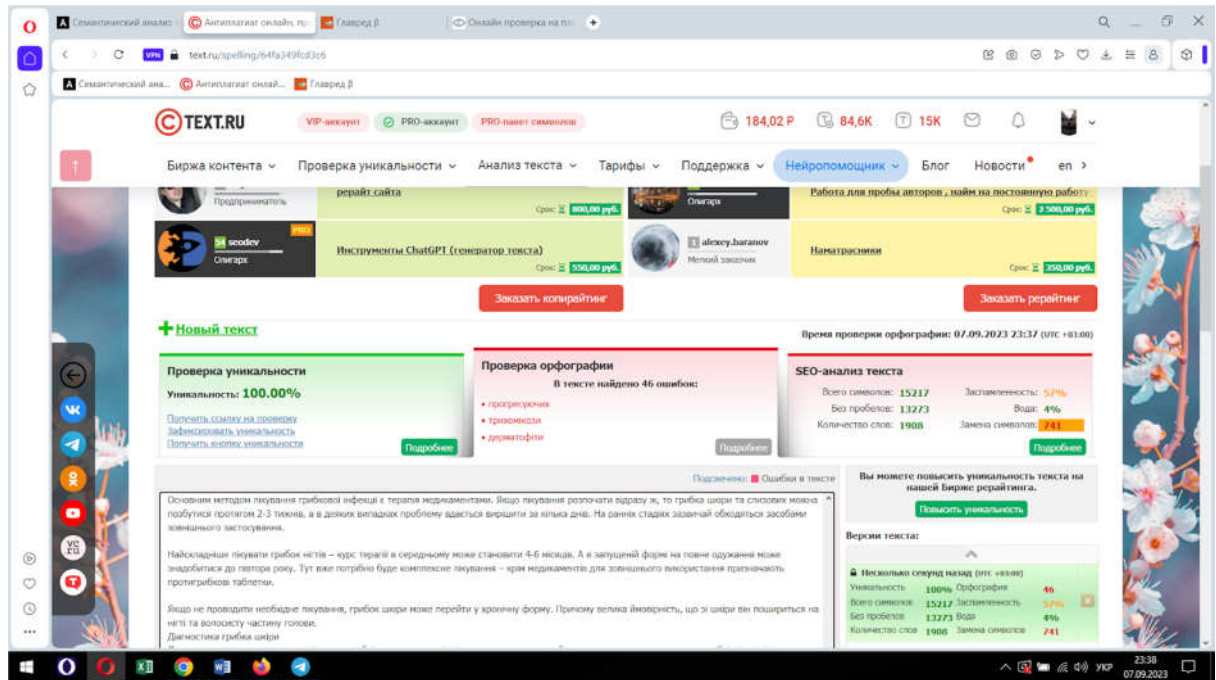 Семантический анализ
Антиплагиат онлайн, пр
Главред β
Онлайн проверка на пл
VPN
text.ru/spelling/64fa349fcd3c6
Семантический ана...
Антиплагиат онлай...
Главред β
TEXT.RU
VIP-аккаунт
PRO-аккаунт
PRO-пакет символов
184,02 Р
84,6K
15K
Биржа контента
Проверка уникальности
Анализ текста
Тарифы
Поддержка
Нейропомощник
Блог
Новости
en
Предприниматель
рерайт сайта
Срок:
800,00 руб.
Олигарх
Работа для пробы авторов , найм на постоянную работу
Срок:
3 500,00 руб.
54 seodev
Олигарх
PRO
Инструменты ChatGPT (генератор текста)
Срок:
550,00 руб.
1 alexey.baranov
Мелкий заказчик
Наматрасники
Срок:
350,00 руб.
Заказать копирайтинг
Заказать рерайтинг
Новый текст
Время проверки орфографии: 07.09.2023 23:37 (UTC +03:00)
Проверка уникальности
Уникальность: 100.00%
Получить ссылку на проверку
Зафиксировать уникальность
Получить кнопку уникальности
Подробнее
Проверка орфографии
В тексте найдено 46 ошибок:
• прогресуючих
• трихомкози
• дерматофіти
Подробнее
SEO-анализ текста
Всего символов: 15217
Без пробелов: 13273
Количество слов: 1908
Заспамленность: 57%
Вода: 4%
Замена символов: 741
Подробнее
Подсвечено: Ошибки в тексте
Основним методом лікування грибкової інфекції є терапія медикаментами. Якщо лікування розпочати відразу ж, то грибка шкіри та слизових можна
позбутися протягом 2-3 тижнів, а в деяких випадках проблему вдається вирішити за кілька днів. На ранніх стадіях зазвичай обходяться засобами
зовнішнього застосування.
Найскладніше лікувати грибок нігтів – курс терапії в середньому може становити 4-6 місяців. А в запущеній формі на повне одужання може
знадобитися до півтора року. Тут вже потрібно буде комплексне лікування – крім медикаментів для зовнішнього використання призначають
протигрибкові таблетки.
Якщо не проводити необхідне лікування, грибок шкіри може перейти у хронічну форму. Причому велика ймовірність, що зі шкіри він пошириться на
нігті та волосисту частину голови.
Діагностика грибка шкіри
Вы можете повысить уникальность текста на
нашей Бирже рерайтинга.
Повысить уникальность
Версии текста:
Несколько секунд назад (UTC +03:00)
Уникальность 100% Орфография 46
Всего символов 15217 Заспамленность 57%
Без пробелов 13273 Вода 4%
Количество слов 1908 Замена символов 741
УКР
23:38
07.09.2023